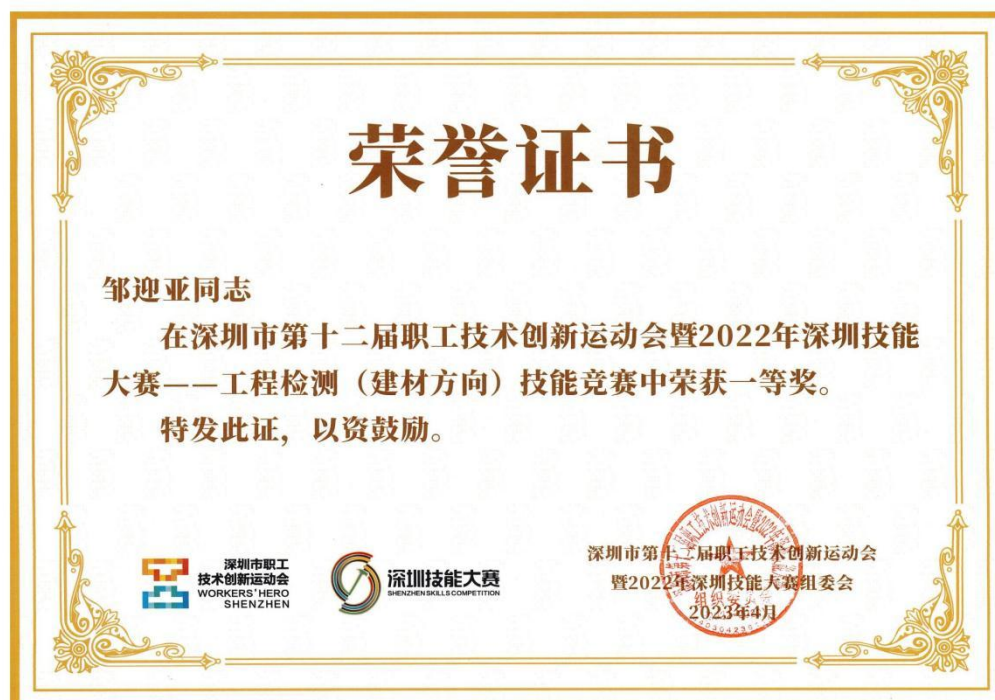 荣誉证书
邹迎亚同志
在深圳市第十二届职工技术创新运动会暨2022年深圳技能
大赛——工程检测（建材方向）技能竞赛中荣获一等奖。
特发此证，以资鼓励。
深圳市职工
技术创新运动会
WORKERS'HERO
SHENZHEN
深圳技能大赛
SHENZHEN SKILLS COMPETITION
深圳市第十二届职工技术创新运动会
暨2022年深圳技能大赛组委会
2023年4月
组织委员会